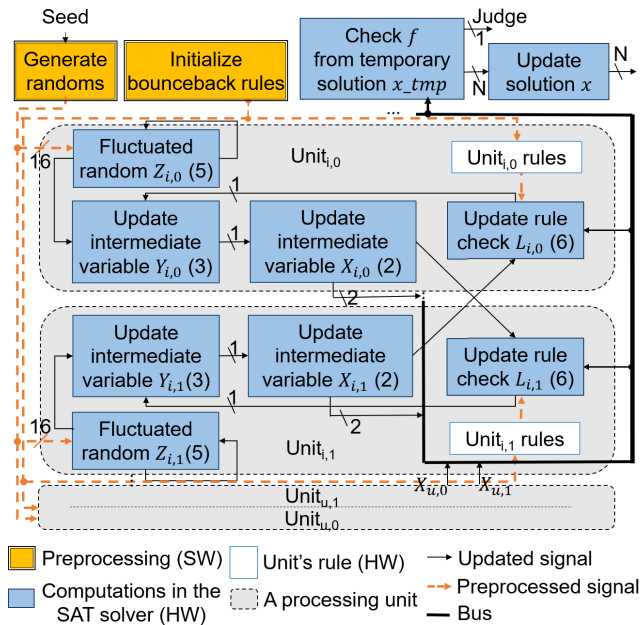 Seed
Judge
Generate
randoms
Initialize
bounceback rules
Check f
from temporary
solution x_tmp
1
N
Update
solution x
N
...
16
Fluctuated
random Z_{i,0} (5)
Unit_{i,0}
Unit_{i,0} rules
1
Update
intermediate
variable Y_{i,0} (3)
1
Update
intermediate
variable X_{i,0} (2)
Update rule
check L_{i,0} (6)
2
Update
intermediate
variable Y_{i,1}(3)
1
Update
intermediate
variable X_{i,1} (2)
Update rule
check L_{i,1} (6)
1
2
16
Fluctuated
random Z_{i,1}(5)
Unit_{i,1}
Unit_{i,1} rules
X_{u,0}
X_{u,1}
Unit_{u,1}
Unit_{u,0}
Preprocessing (SW)
Unit's rule (HW)
Updated signal
Computations in the
SAT solver (HW)
A processing unit
Preprocessed signal
Bus